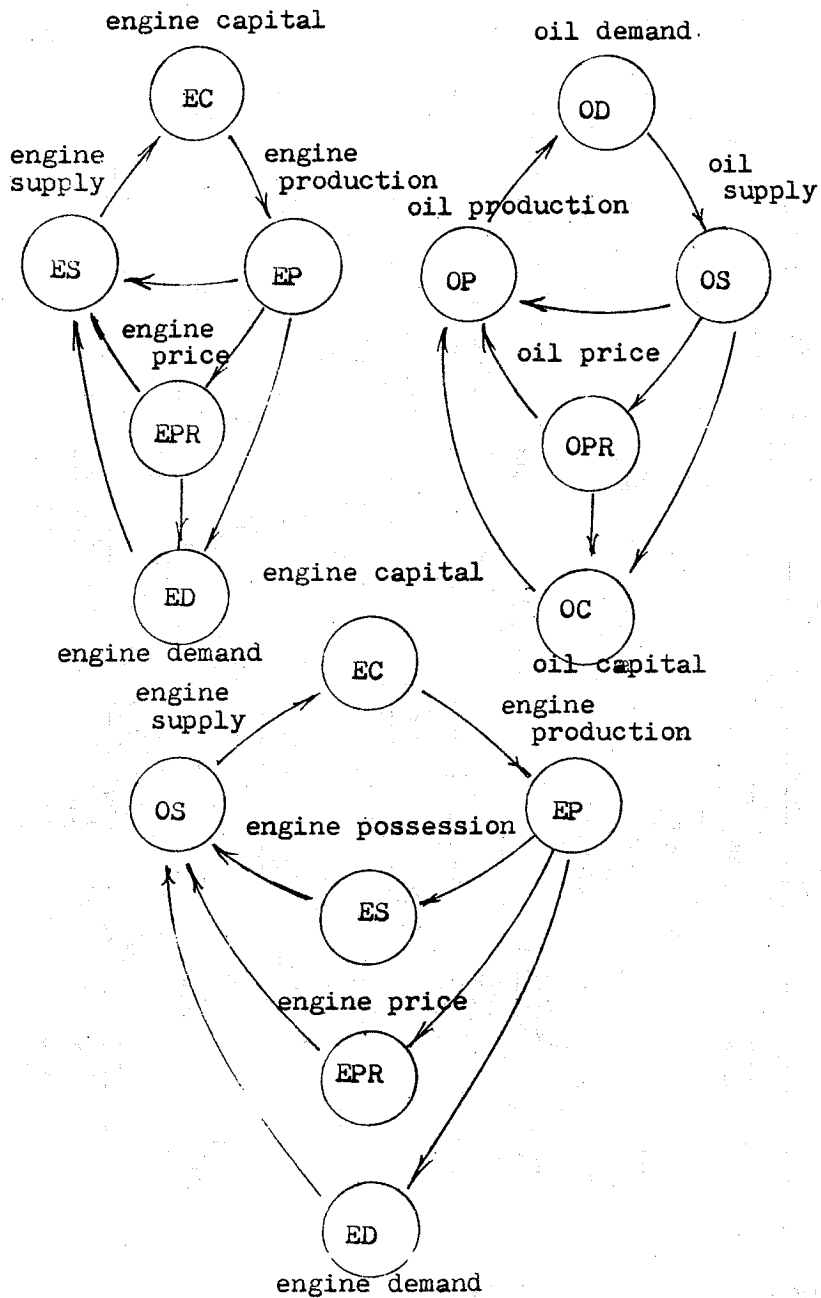 engine capital
EC
engine
supply
engine
production
ES
EP
engine
price
EPR
ED
engine demand
oil demand.
OD
oil
supply
oil production
OP
OS
oil price
OPR
OC
oil capital
engine capital
EC
engine
supply
engine
production
OS
EP
engine possession
ES
engine price
EPR
ED
engine demand